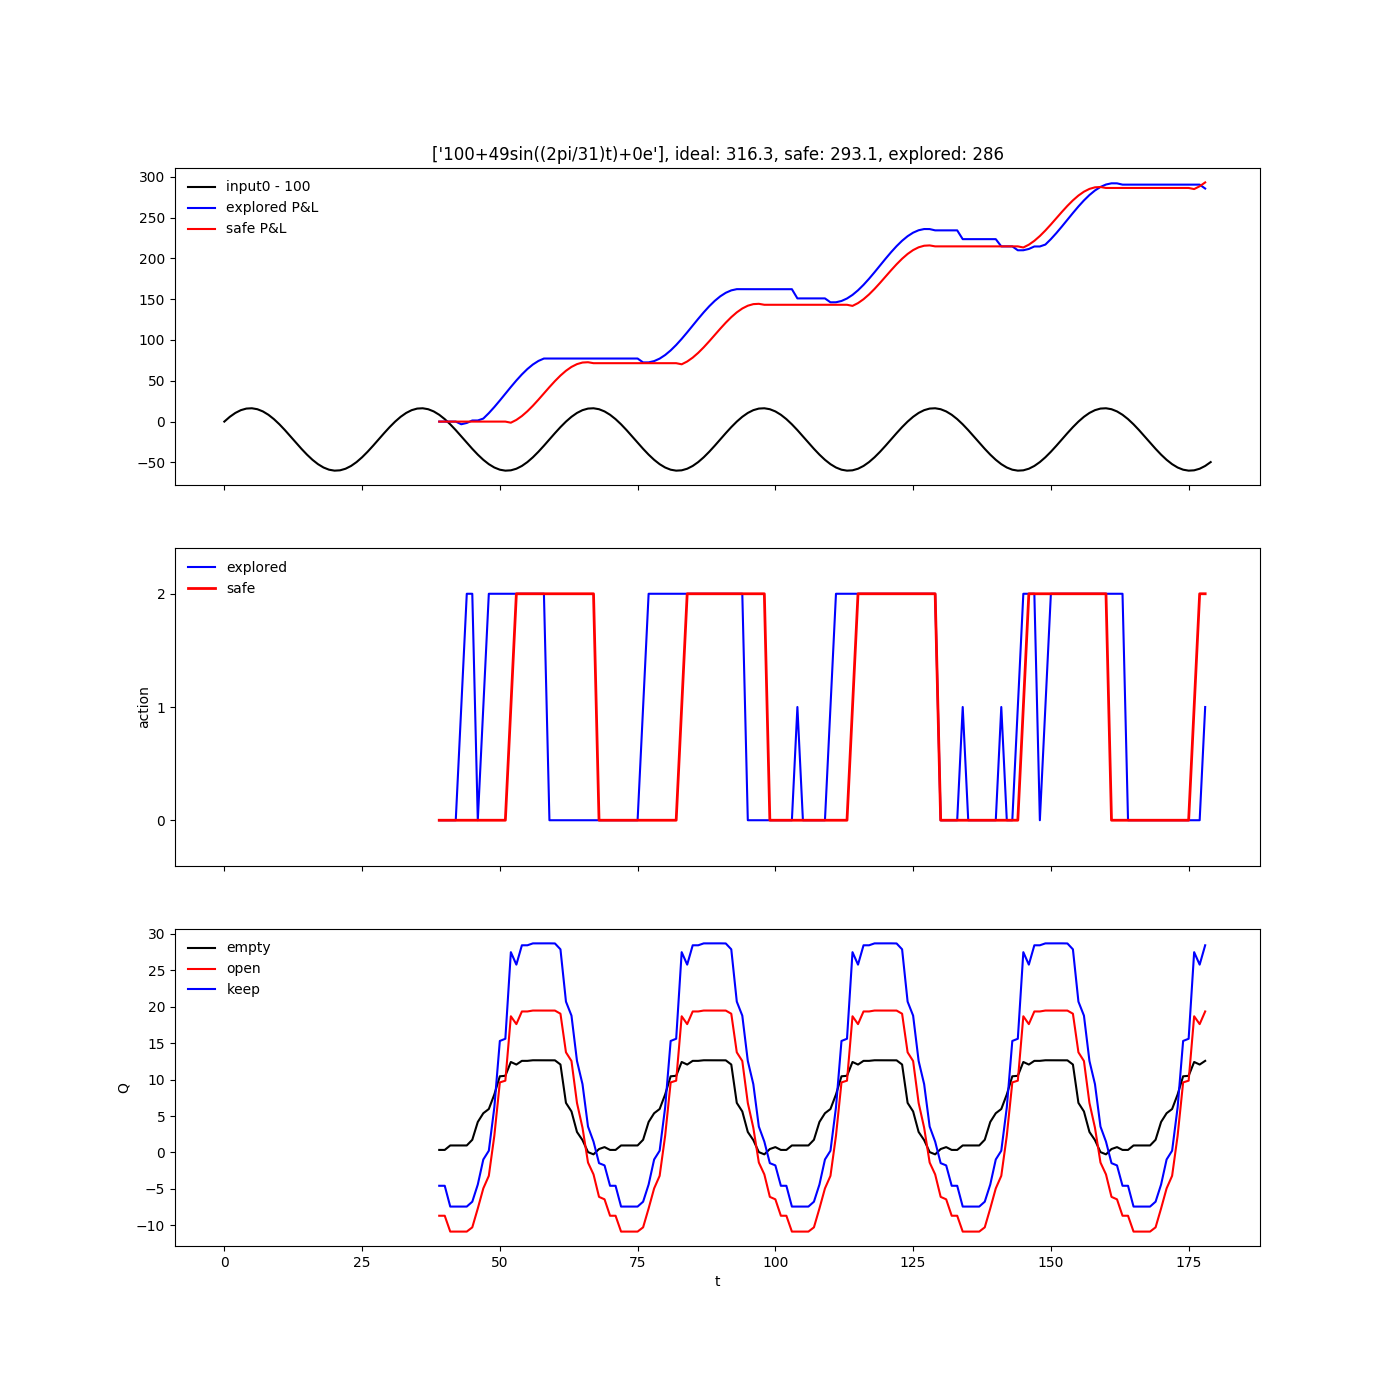 ['100+49sin((2pi/31)t)+0e'], ideal: 316.3, safe: 293.1, explored: 286
300
250
200
150
100
50
0
−50
input0 - 100
explored P&L
safe P&L
2
1
0
action
explored
safe
30
25
20
15
10
5
0
−5
−10
Q
empty
open
keep
0 25 50 75 100 125 150 175
t